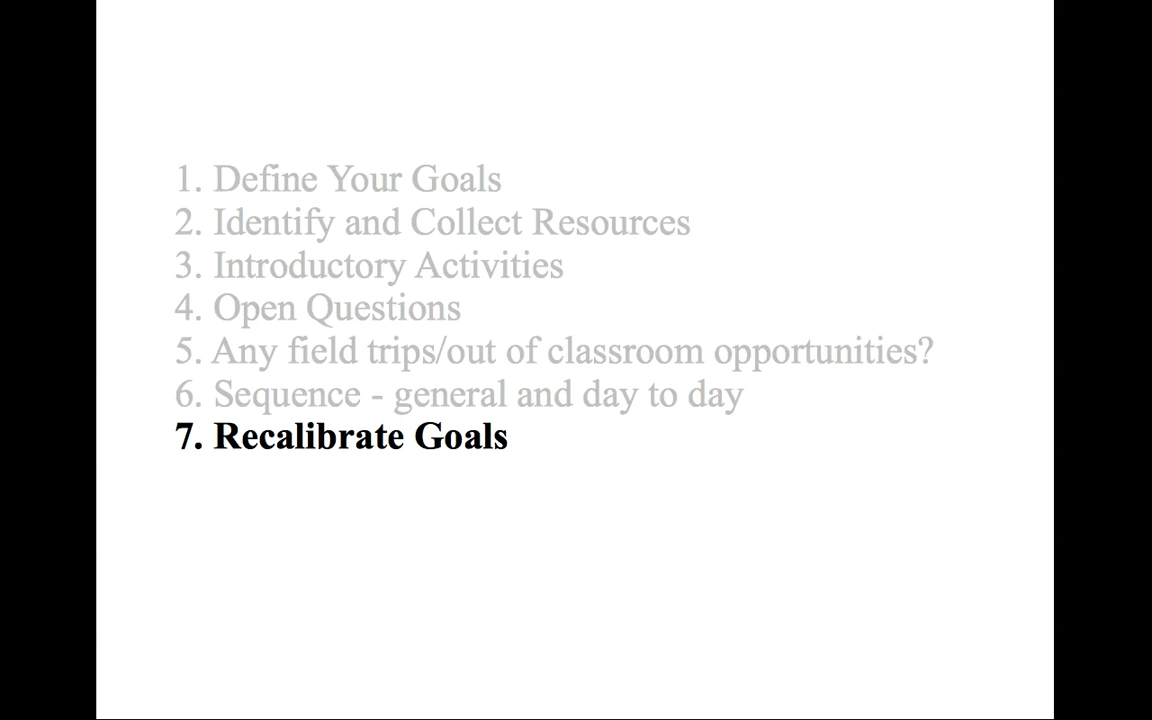 1. Define Your Goals
2. Identify and Collect Resources
3. Introductory Activities
4. Open Questions
5. Any field trips/out of classroom opportunities?
6. Sequence - general and day to day
7. Recalibrate Goals